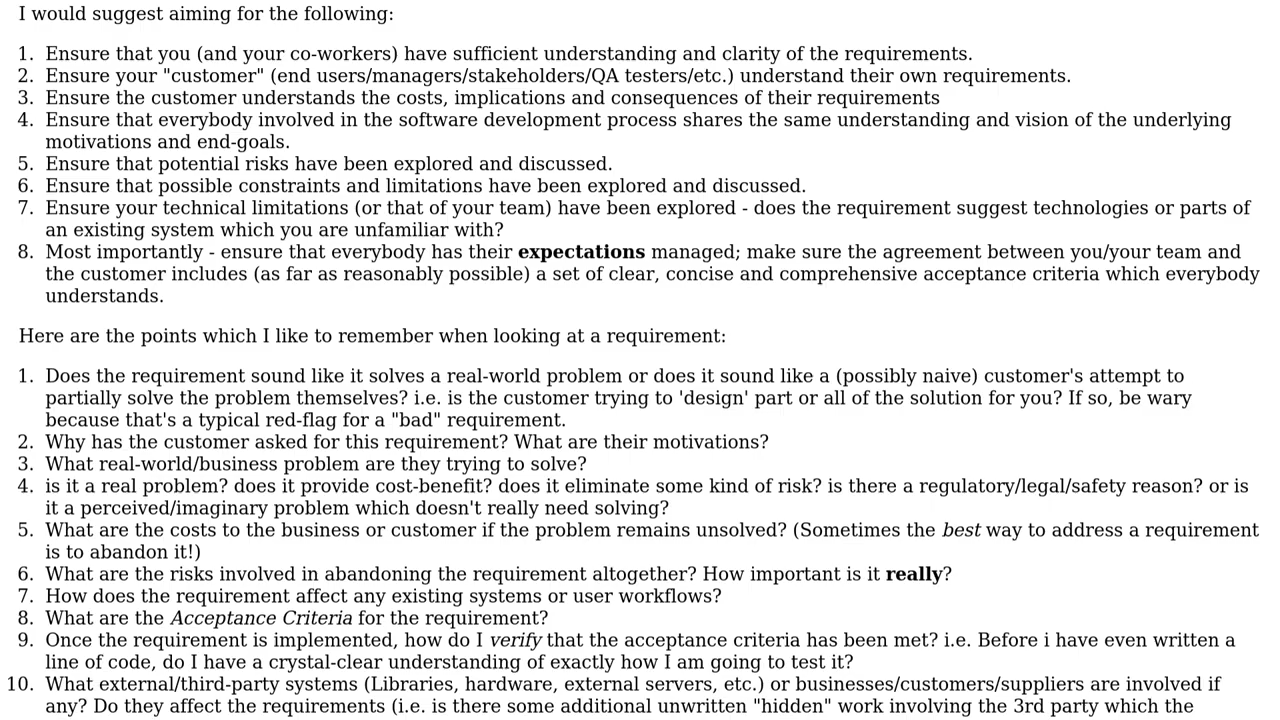 I would suggest aiming for the following:
1. Ensure that you (and your co-workers) have sufficient understanding and clarity of the requirements.
2. Ensure your "customer" (end users/managers/stakeholders/QA testers/etc.) understand their own requirements.
3. Ensure the customer understands the costs, implications and consequences of their requirements
4. Ensure that everybody involved in the software development process shares the same understanding and vision of the underlying
motivations and end-goals.
5. Ensure that potential risks have been explored and discussed.
6. Ensure that possible constraints and limitations have been explored and discussed.
7. Ensure your technical limitations (or that of your team) have been explored - does the requirement suggest technologies or parts of
an existing system which you are unfamiliar with?
8. Most importantly - ensure that everybody has their expectations managed; make sure the agreement between you/your team and
the customer includes (as far as reasonably possible) a set of clear, concise and comprehensive acceptance criteria which everybody
understands.
Here are the points which I like to remember when looking at a requirement:
1. Does the requirement sound like it solves a real-world problem or does it sound like a (possibly naive) customer's attempt to
partially solve the problem themselves? i.e. is the customer trying to 'design' part or all of the solution for you? If so, be wary
because that's a typical red-flag for a "bad" requirement.
2. Why has the customer asked for this requirement? What are their motivations?
3. What real-world/business problem are they trying to solve?
4. is it a real problem? does it provide cost-benefit? does it eliminate some kind of risk? is there a regulatory/legal/safety reason? or is
it a perceived/imaginary problem which doesn't really need solving?
5. What are the costs to the business or customer if the problem remains unsolved? (Sometimes the best way to address a requirement
is to abandon it!)
6. What are the risks involved in abandoning the requirement altogether? How important is it really?
7. How does the requirement affect any existing systems or user workflows?
8. What are the Acceptance Criteria for the requirement?
9. Once the requirement is implemented, how do I verify that the acceptance criteria has been met? i.e. Before i have even written a
line of code, do I have a crystal-clear understanding of exactly how I am going to test it?
10. What external/third-party systems (Libraries, hardware, external servers, etc.) or businesses/customers/suppliers are involved if
any? Do they affect the requirements (i.e. is there some additional unwritten "hidden" work involving the 3rd party which the